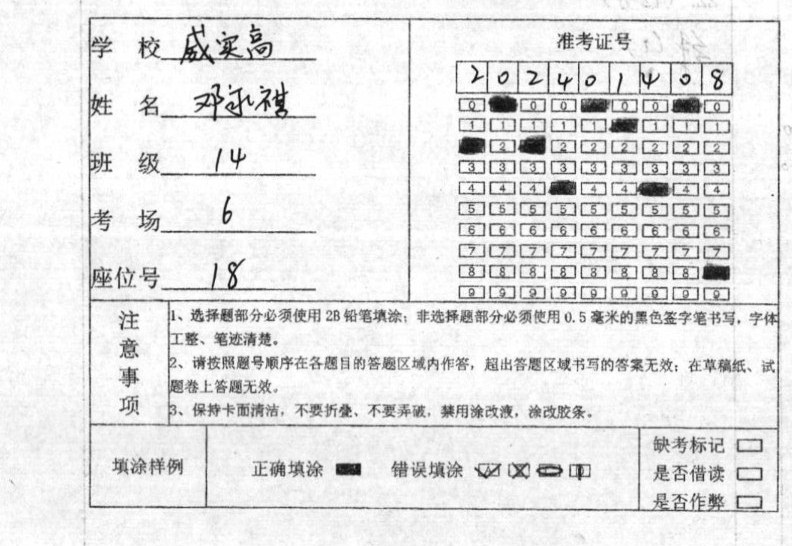 学 校 威实高
姓 名 邓永祺
班 级 14
考 场 6
座位号 18
准考证号
2 0 2 4 0 1 4 0 8
0 0 0 0 0 0
1 1 1 1 1 1 1 1
2 2 2 2 2 2 2
3 3 3 3 3 3 3 3 3
4 4 4 4 4 4 4
5 5 5 5 5 5 5 5 5
6 6 6 6 6 6 6 6 6
7 7 7 7 7 7 7 7 7
8 8 8 8 8 8 8 8
9 9 9 9 9 9 9 9 9
注意事项
1、选择题部分必须使用 2B 铅笔填涂；非选择题部分必须使用 0.5 毫米的黑色签字笔书写，字体
工整、笔迹清楚。
2、请按照题号顺序在各题目的答题区域内作答，超出答题区域书写的答案无效；在草稿纸、试
题卷上答题无效。
3、保持卡面清洁，不要折叠、不要弄破，禁用涂改液，涂改胶条。
填涂样例 正确填涂 错误填涂
缺考标记
是否借读
是否作弊